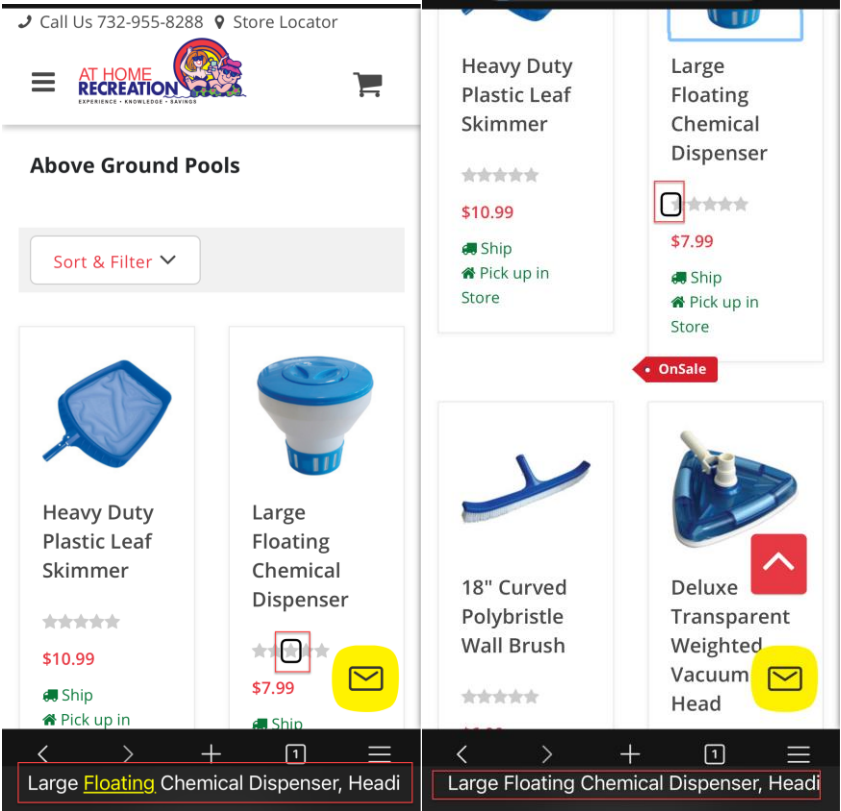 Call Us 732-955-8288 Store Locator
AT HOME
RECREATION
EXPERIENCE • KNOWLEDGE • SAVINGS
Above Ground Pools
Sort & Filter
Heavy Duty
Plastic Leaf
Skimmer
$10.99
Ship
Pick up in
Large
Floating
Chemical
Dispenser
$7.99
Ship
1
Large Floating Chemical Dispenser, Headi
Heavy Duty
Plastic Leaf
Skimmer
$10.99
Ship
Pick up in
Store
Large
Floating
Chemical
Dispenser
$7.99
Ship
Pick up in
Store
• OnSale
18" Curved
Polybristle
Wall Brush
Deluxe
Transparent
Weighted
Vacuum
Head
1
Large Floating Chemical Dispenser, Headi